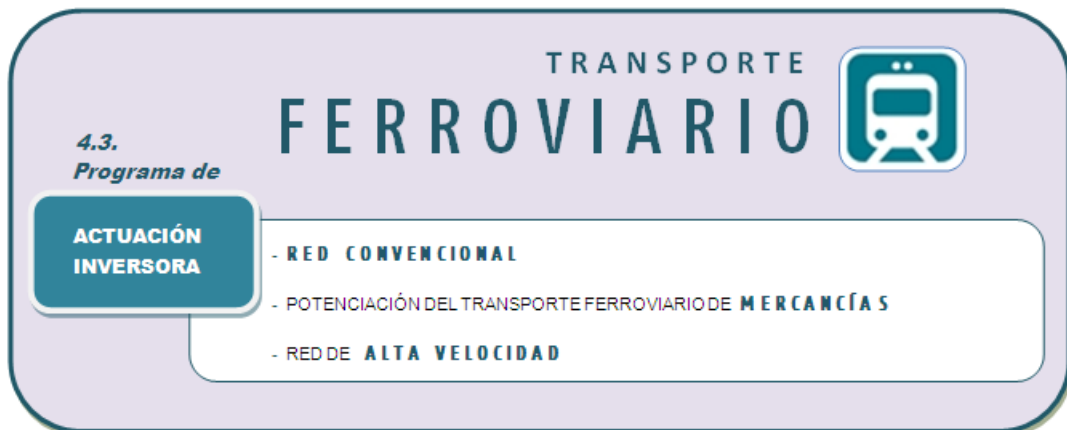 TRANSPORTE
FERROVIARIO
4.3.
Programa de
ACTUACIÓN
INVERSORA
- RED CONVENCIONAL
- POTENCIACIÓN DEL TRANSPORTE FERROVIARIO DE MERCANCÍAS
- RED DE ALTA VELOCIDAD